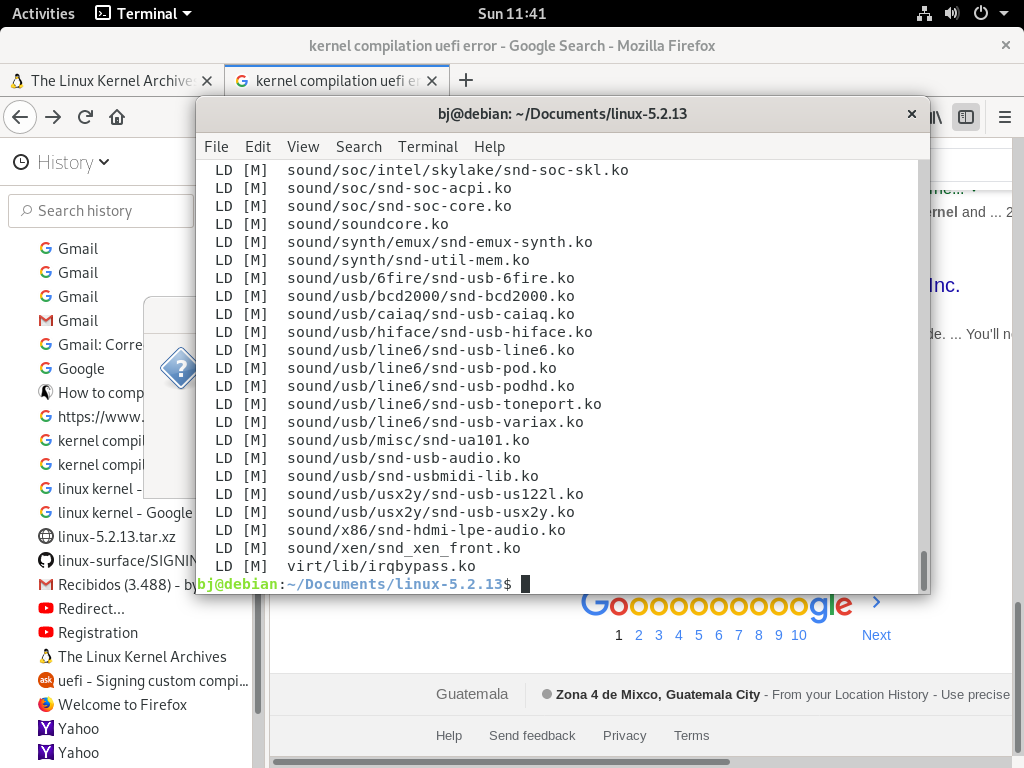 Activities Terminal Sun 11:41
kernel compilation uefi error - Google Search - Mozilla Firefox
The Linux Kernel Archives kernel compilation uefi er
bj@debian: ~/Documents/linux-5.2.13
History
File Edit View Search Terminal Help
Search history
Gmail
Gmail
Gmail
Gmail
Gmail: Corre
Google
How to comp
https://www.
kernel compil
kernel compil
linux kernel -
linux kernel - Google
linux-5.2.13.tar.xz
linux-surface/SIGNIN
Recibidos (3.488) - by
Redirect...
Registration
The Linux Kernel Archives
uefi - Signing custom compi...
Welcome to Firefox
Yahoo
Yahoo
LD [M] sound/soc/intel/skylake/snd-soc-skl.ko
LD [M] sound/soc/snd-soc-acpi.ko
LD [M] sound/soc/snd-soc-core.ko
LD [M] sound/soundcore.ko
LD [M] sound/synth/emux/snd-emux-synth.ko
LD [M] sound/synth/snd-util-mem.ko
LD [M] sound/usb/6fire/snd-usb-6fire.ko
LD [M] sound/usb/bcd2000/snd-bcd2000.ko
LD [M] sound/usb/caiaq/snd-usb-caiaq.ko
LD [M] sound/usb/hiface/snd-usb-hiface.ko
LD [M] sound/usb/line6/snd-usb-line6.ko
LD [M] sound/usb/line6/snd-usb-pod.ko
LD [M] sound/usb/line6/snd-usb-podhd.ko
LD [M] sound/usb/line6/snd-usb-toneport.ko
LD [M] sound/usb/line6/snd-usb-variax.ko
LD [M] sound/usb/misc/snd-ua101.ko
LD [M] sound/usb/snd-usb-audio.ko
LD [M] sound/usb/snd-usbmidi-lib.ko
LD [M] sound/usb/usx2y/snd-usb-us122l.ko
LD [M] sound/usb/usx2y/snd-usb-usx2y.ko
LD [M] sound/x86/snd-hdmi-lpe-audio.ko
LD [M] sound/xen/snd_xen_front.ko
LD [M] virt/lib/irqbypass.ko
bj@debian:~/Documents/linux-5.2.13$
me...
rnel and ... 2
Inc.
de. ... You'll n
Goooooooooogle
1 2 3 4 5 6 7 8 9 10 Next
Guatemala Zona 4 de Mixco, Guatemala City - From your Location History - Use precise
Help Send feedback Privacy Terms